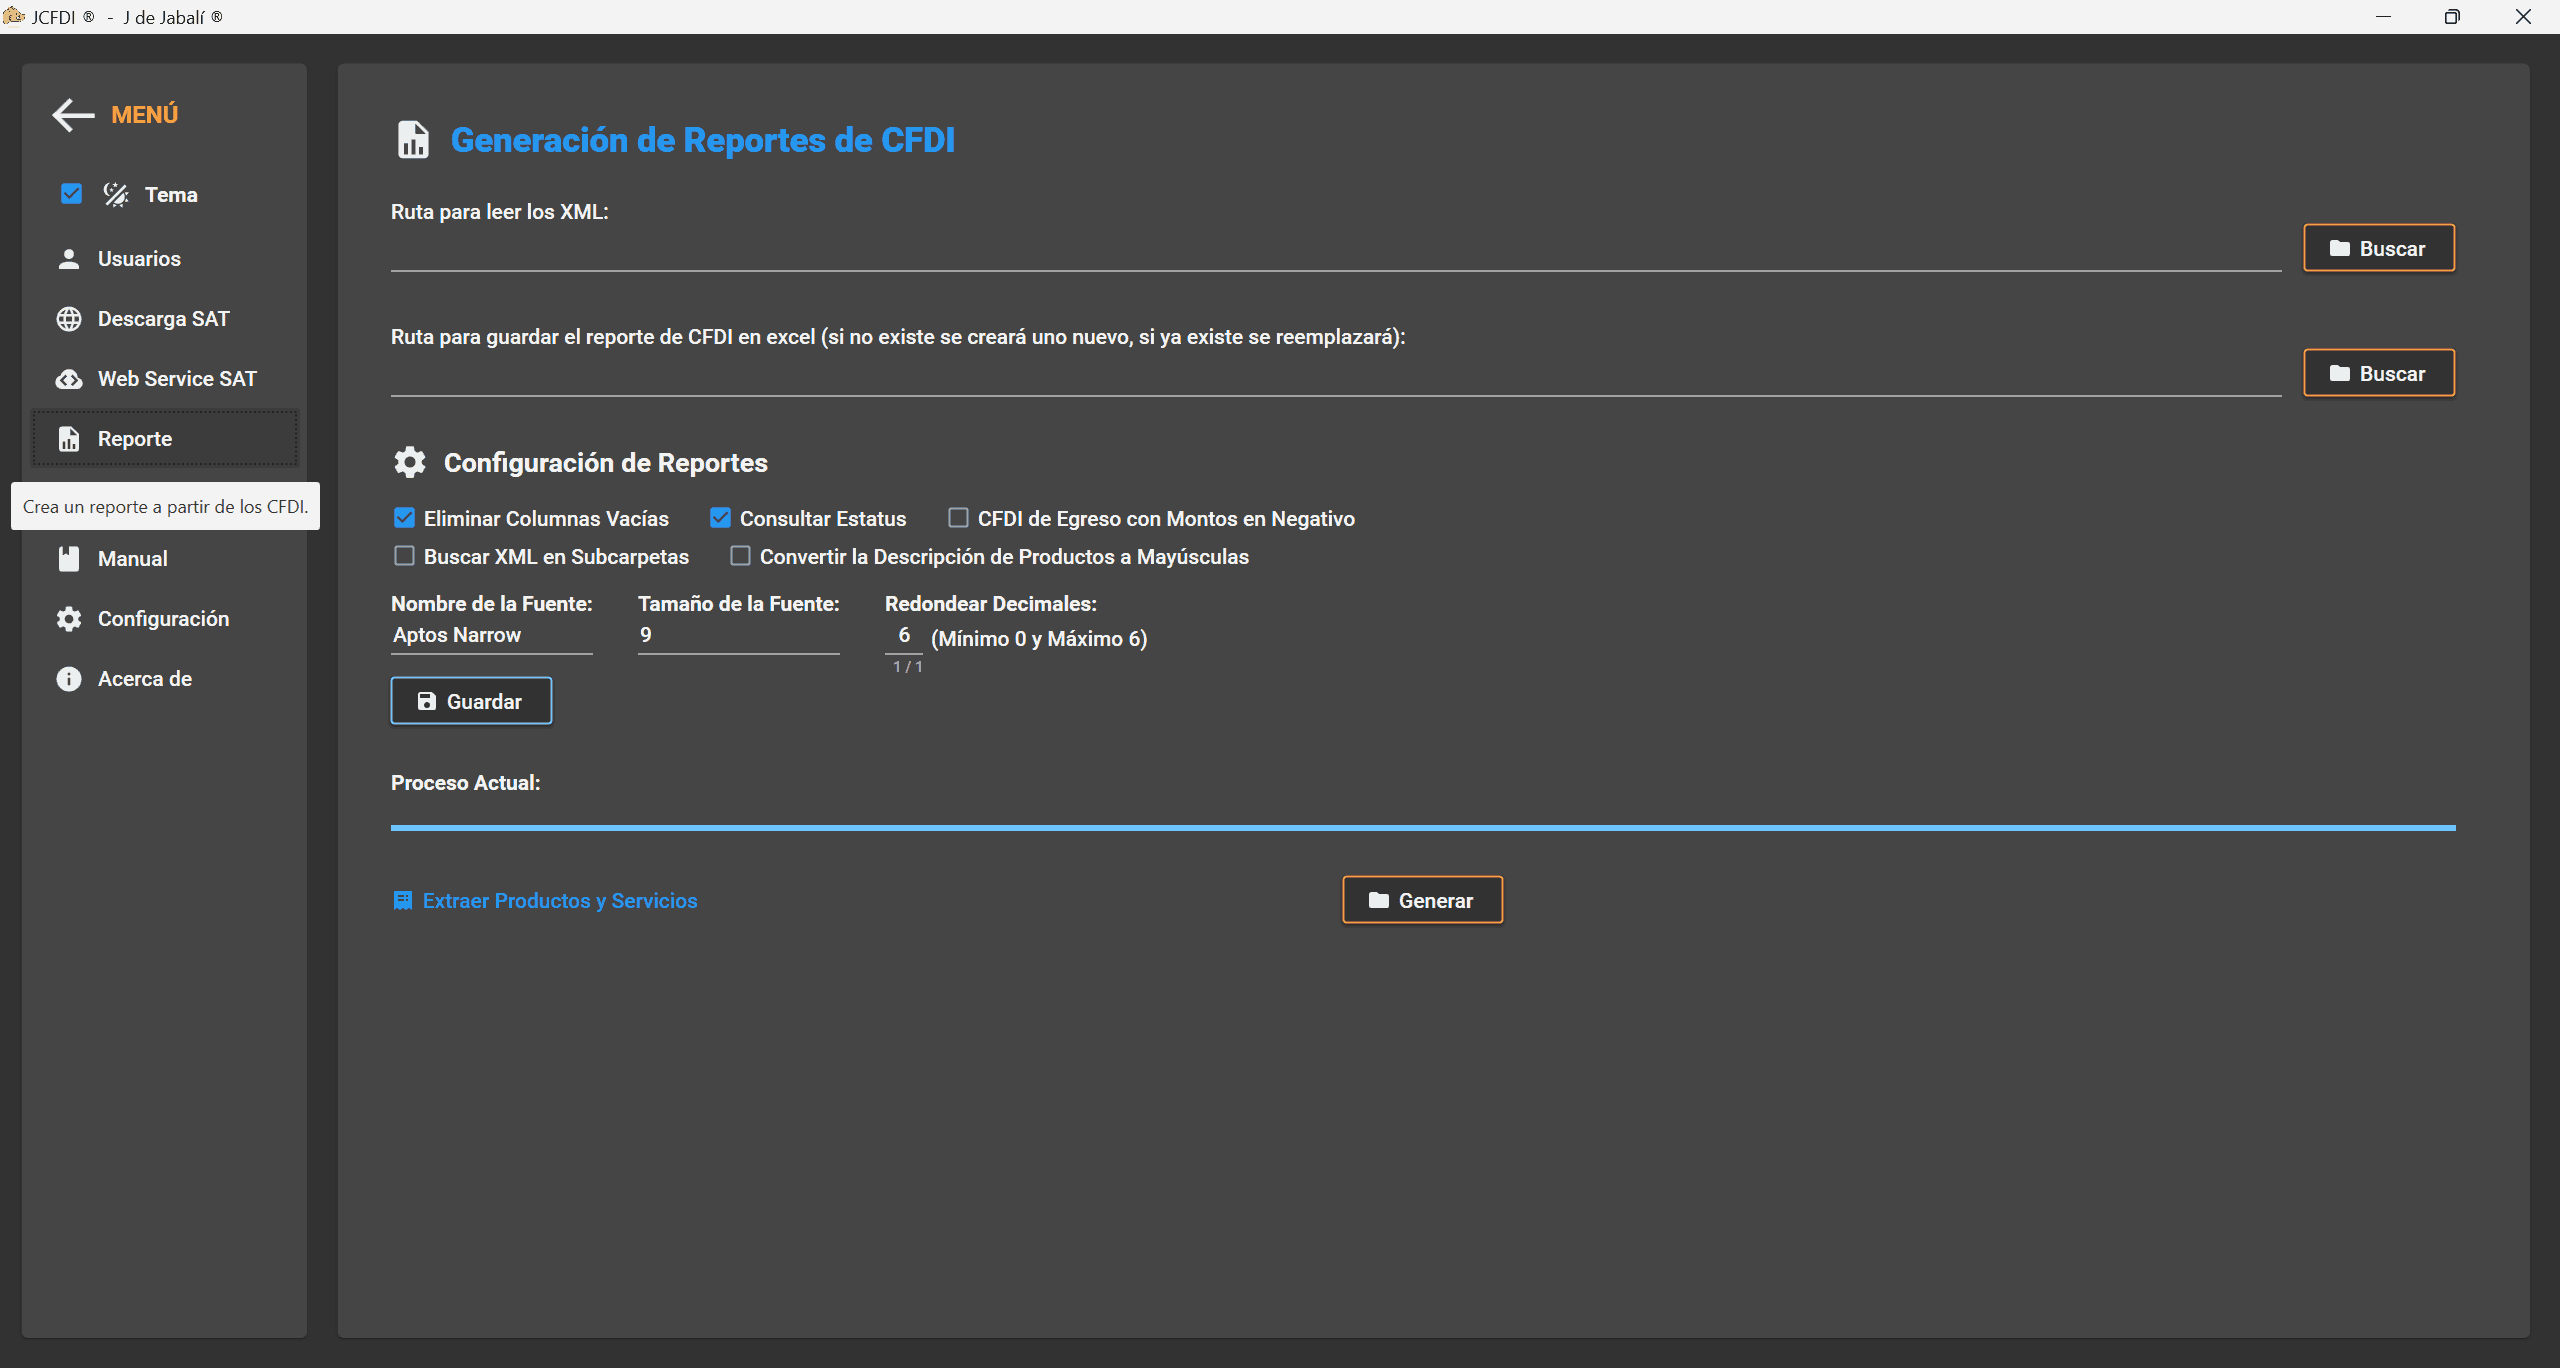 JCFDI ® - J de Jabalí ®
MENÚ
Tema
Usuarios
Descarga SAT
Web Service SAT
Reporte
Crea un reporte a partir de los CFDI.
Manual
Configuración
Acerca de
Generación de Reportes de CFDI
Ruta para leer los XML:
Buscar
Ruta para guardar el reporte de CFDI en excel (si no existe se creará uno nuevo, si ya existe se reemplazará):
Buscar
Configuración de Reportes
Eliminar Columnas Vacías Consultar Estatus CFDI de Egreso con Montos en Negativo
Buscar XML en Subcarpetas Convertir la Descripción de Productos a Mayúsculas
Nombre de la Fuente: Tamaño de la Fuente: Redondear Decimales:
Aptos Narrow 9 6 (Mínimo 0 y Máximo 6)
1 / 1
Guardar
Proceso Actual:
Extraer Productos y Servicios Generar